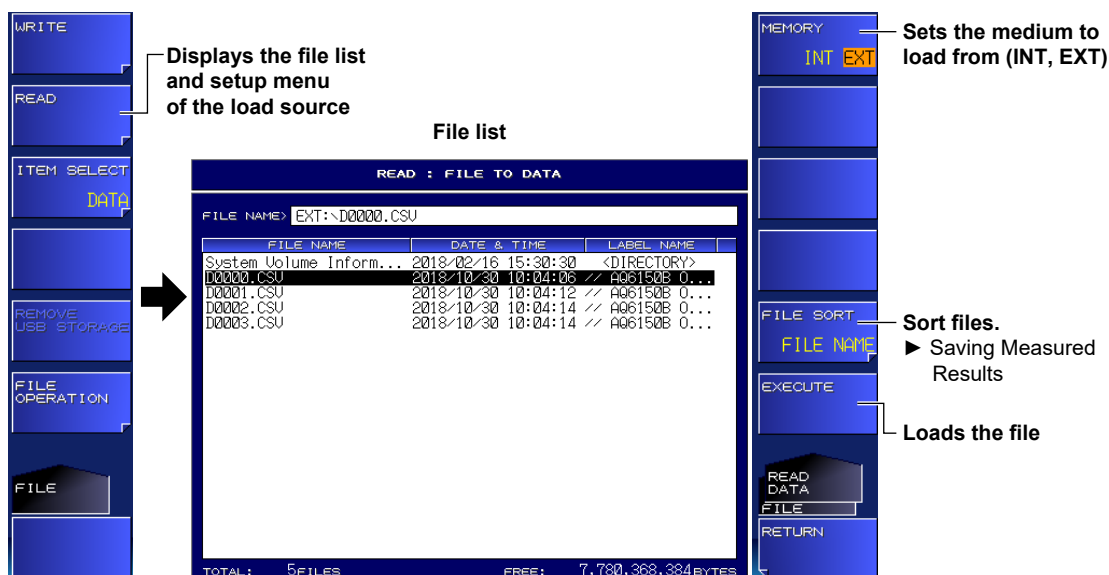 WRITE
READ
ITEM SELECT
DATA
REMOVE
USB STORAGE
FILE
OPERATION
FILE
Displays the file list
and setup menu
of the load source
File list
READ : FILE TO DATA
FILE NAME> EXT:\D0000.CSV
FILE NAME DATE & TIME LABEL NAME
System Volume Inform... 2018/02/16 15:30:30 <DIRECTORY>
D0000.CSV 2018/10/30 10:04:06 // AQ6150B O...
D0001.CSV 2018/10/30 10:04:12 // AQ6150B O...
D0002.CSV 2018/10/30 10:04:14 // AQ6150B O...
D0003.CSV 2018/10/30 10:04:14 // AQ6150B O...
TOTAL: 5FILES FREE: 7,780,368,384BYTES
MEMORY
INT EXT
FILE SORT
FILE NAME
EXECUTE
READ
DATA
FILE
RETURN
Sets the medium to
load from (INT, EXT)
Sort files.
► Saving Measured
Results
Loads the file